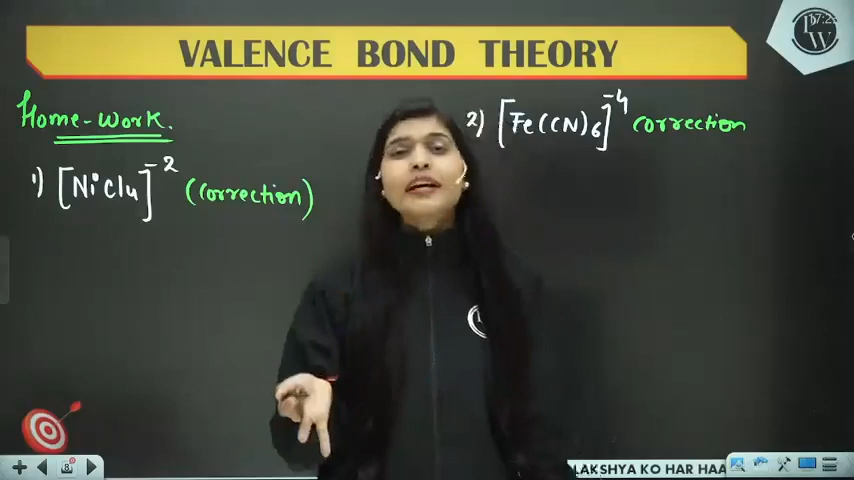 VALENCE BOND THEORY
Home-work.
1) [NiCl4]^-2 (correction)
2) [Fe(CN)6]^-4 correction
LAKSHYA KO HAR HAA
8